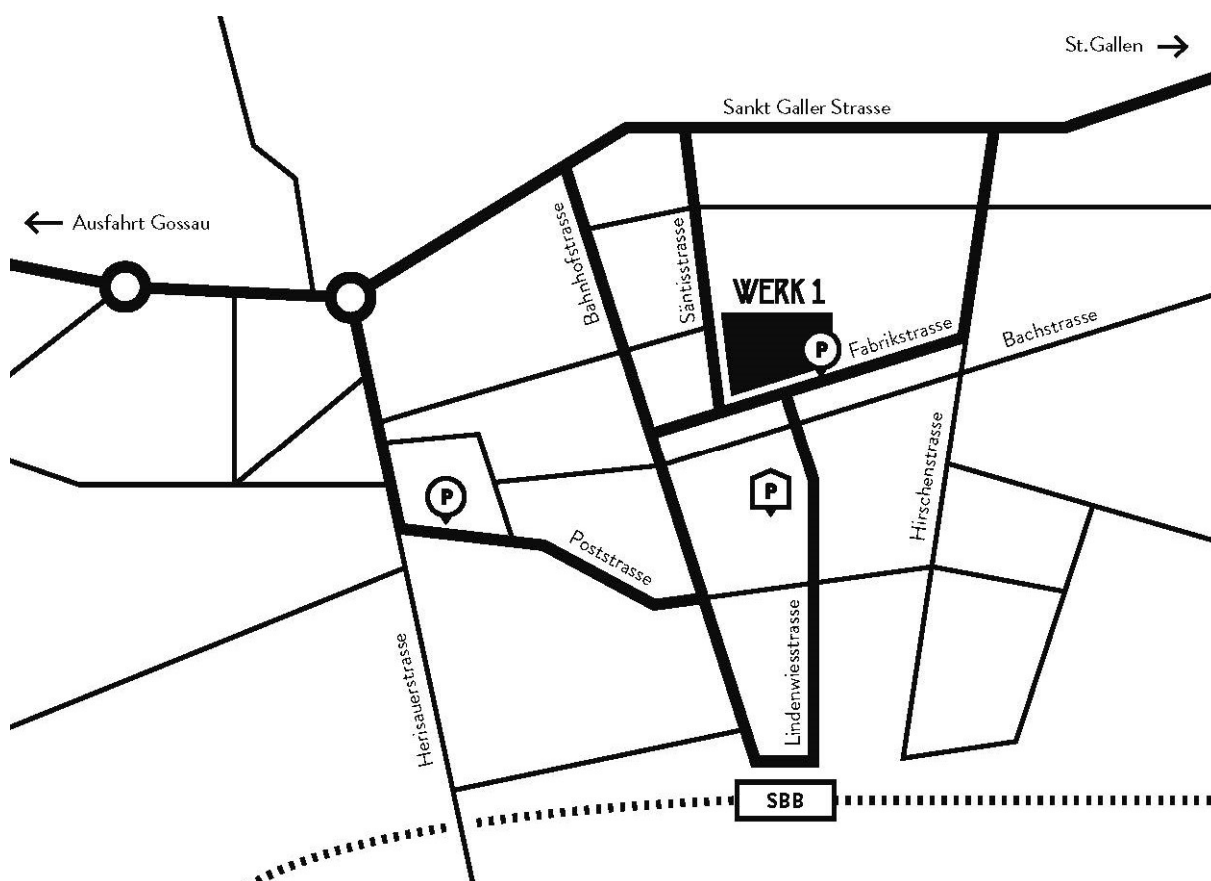 St.Gallen
Sankt Galler Strasse
Ausfahrt Gossau
Bahnhofstrasse
Säntisstrasse
WERK 1
P
Fabrikstrasse
Bachstrasse
Hirschenstrasse
P
P
Poststrasse
Herisauerstrasse
Lindenwiesstrasse
SBB